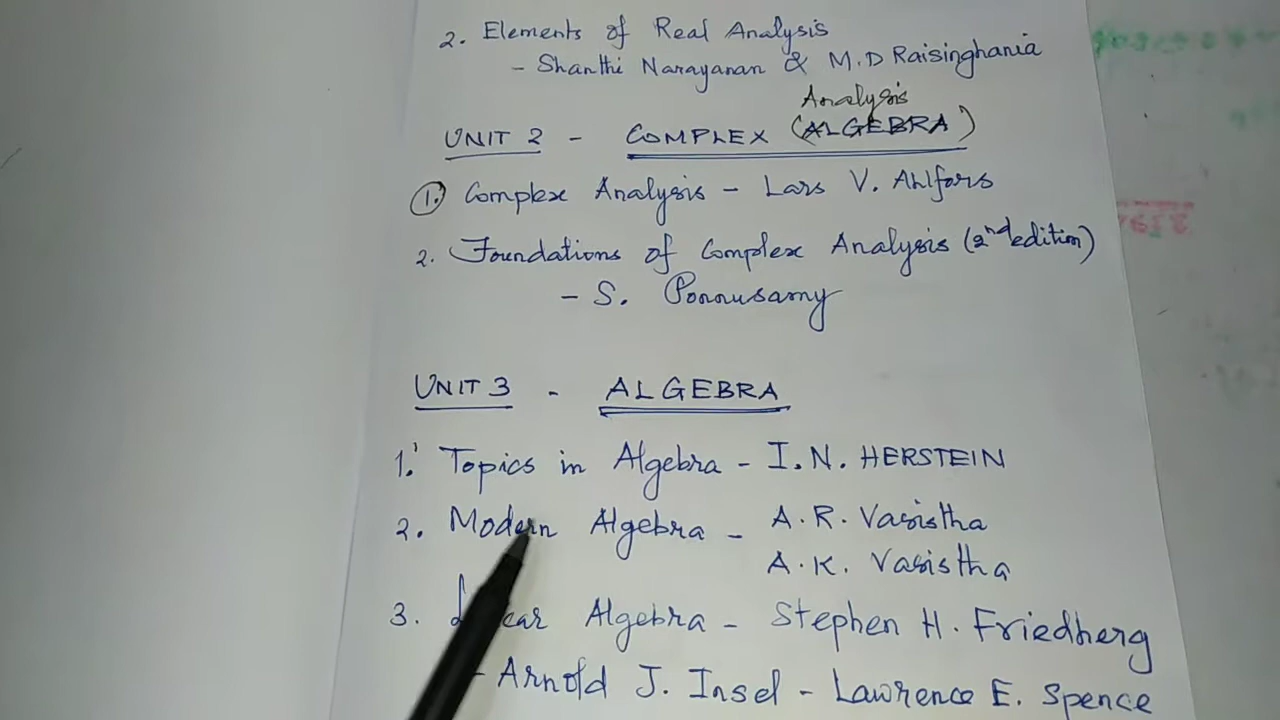 2. Elements of Real Analysis
- Shanthi Narayanan & M.D Raisinghania
Analysis
UNIT 2 - COMPLEX (ALGEBRA)
1. Complex Analysis - Lars V. Ahlfors
2. Foundations of Complex Analysis (2nd edition)
- S. Ponnusamy
UNIT 3 - ALGEBRA
1. Topics in Algebra - I.N. HERSTEIN
2. Modern Algebra - A.R. Vasistha
A.K. Vasistha
3. Algebra - Stephen H. Friedberg
- Arnold J. Insel - Lawrence E. Spence